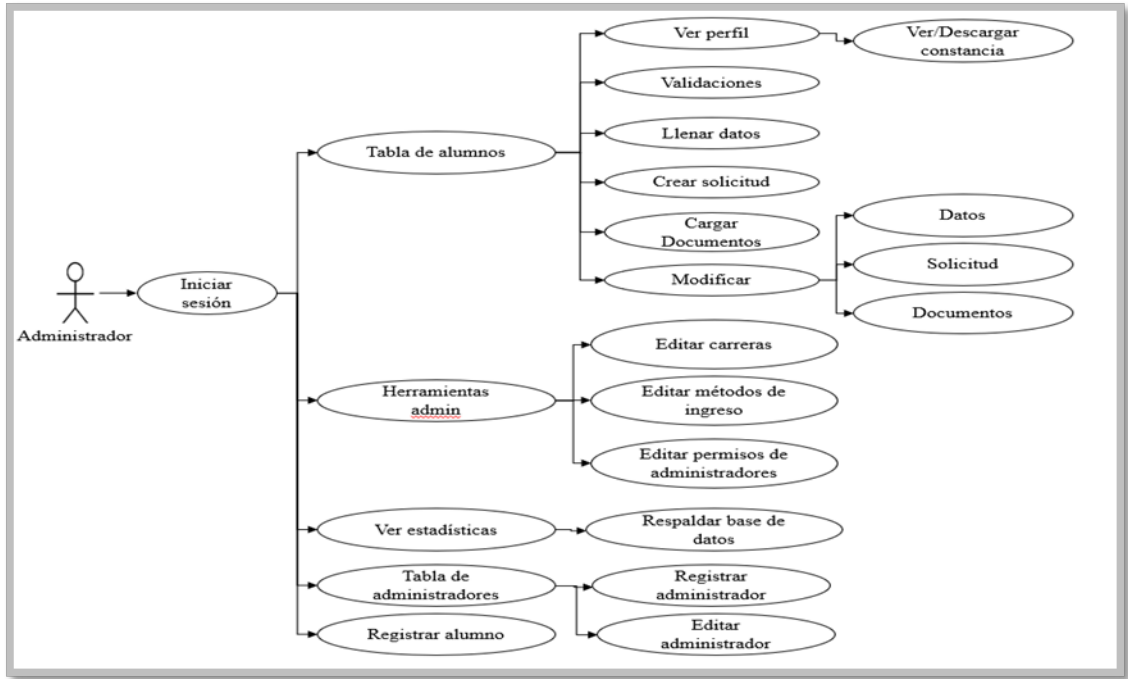 Ver perfil
Ver/Descargar
constancia
Validaciones
Llenar datos
Tabla de alumnos
Crear solicitud
Cargar
Documentos
Modificar
Datos
Solicitud
Documentos
Iniciar
sesión
Administrador
Herramientas
admin
Editar carreras
Editar métodos de
ingreso
Editar permisos de
administradores
Ver estadísticas
Respaldar base de
datos
Tabla de
administradores
Registrar
administrador
Editar
administrador
Registrar alumno